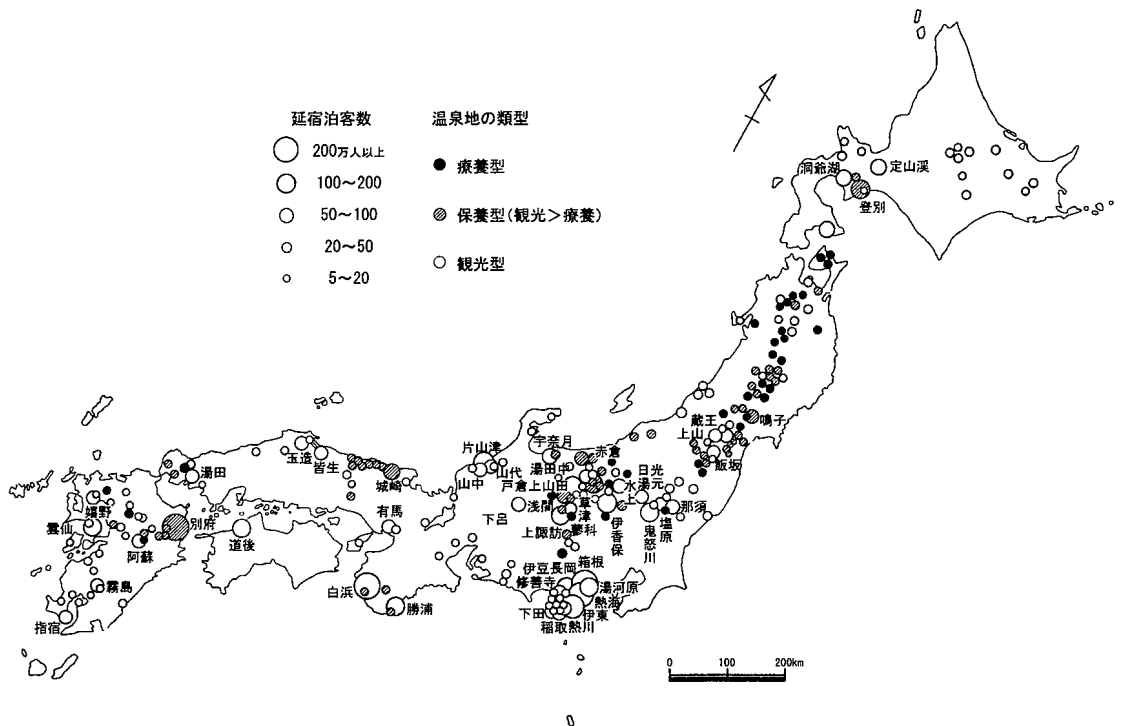 延宿泊客数
200万人以上
100～200
50～100
20～50
5～20
温泉地の類型
療養型
保養型(観光＞療養)
観光型
洞爺湖
定山渓
登別
鳴子
蔵王
上山
飯坂
赤倉
宇奈月
片山津
山代
山中
湯田中
戸倉上山田
日光
湯元
水上
那須
塩原
鬼怒川
伊香保
草津
浅間
蓼科
上諏訪
下呂
箱根
伊豆長岡
修善寺
湯河原
熱海
伊東
下田
稲取熱川
有馬
白浜
勝浦
城崎
皆生
玉造
湯田
道後
別府
嬉野
雲仙
阿蘇
霧島
指宿
0 100 200km